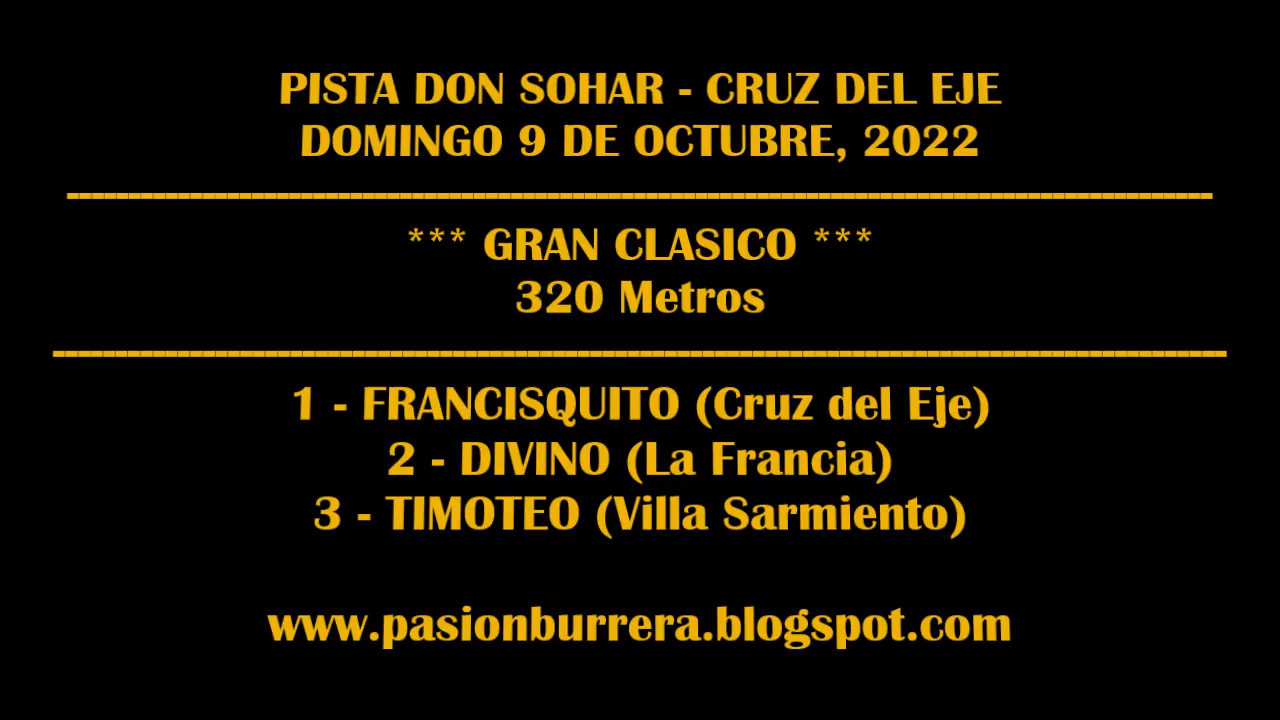 PISTA DON SOHAR - CRUZ DEL EJE
DOMINGO 9 DE OCTUBRE, 2022
*** GRAN CLASICO ***
320 Metros
1 - FRANCISQUITO (Cruz del Eje)
2 - DIVINO (La Francia)
3 - TIMOTEO (Villa Sarmiento)
www.pasionburrera.blogspot.com